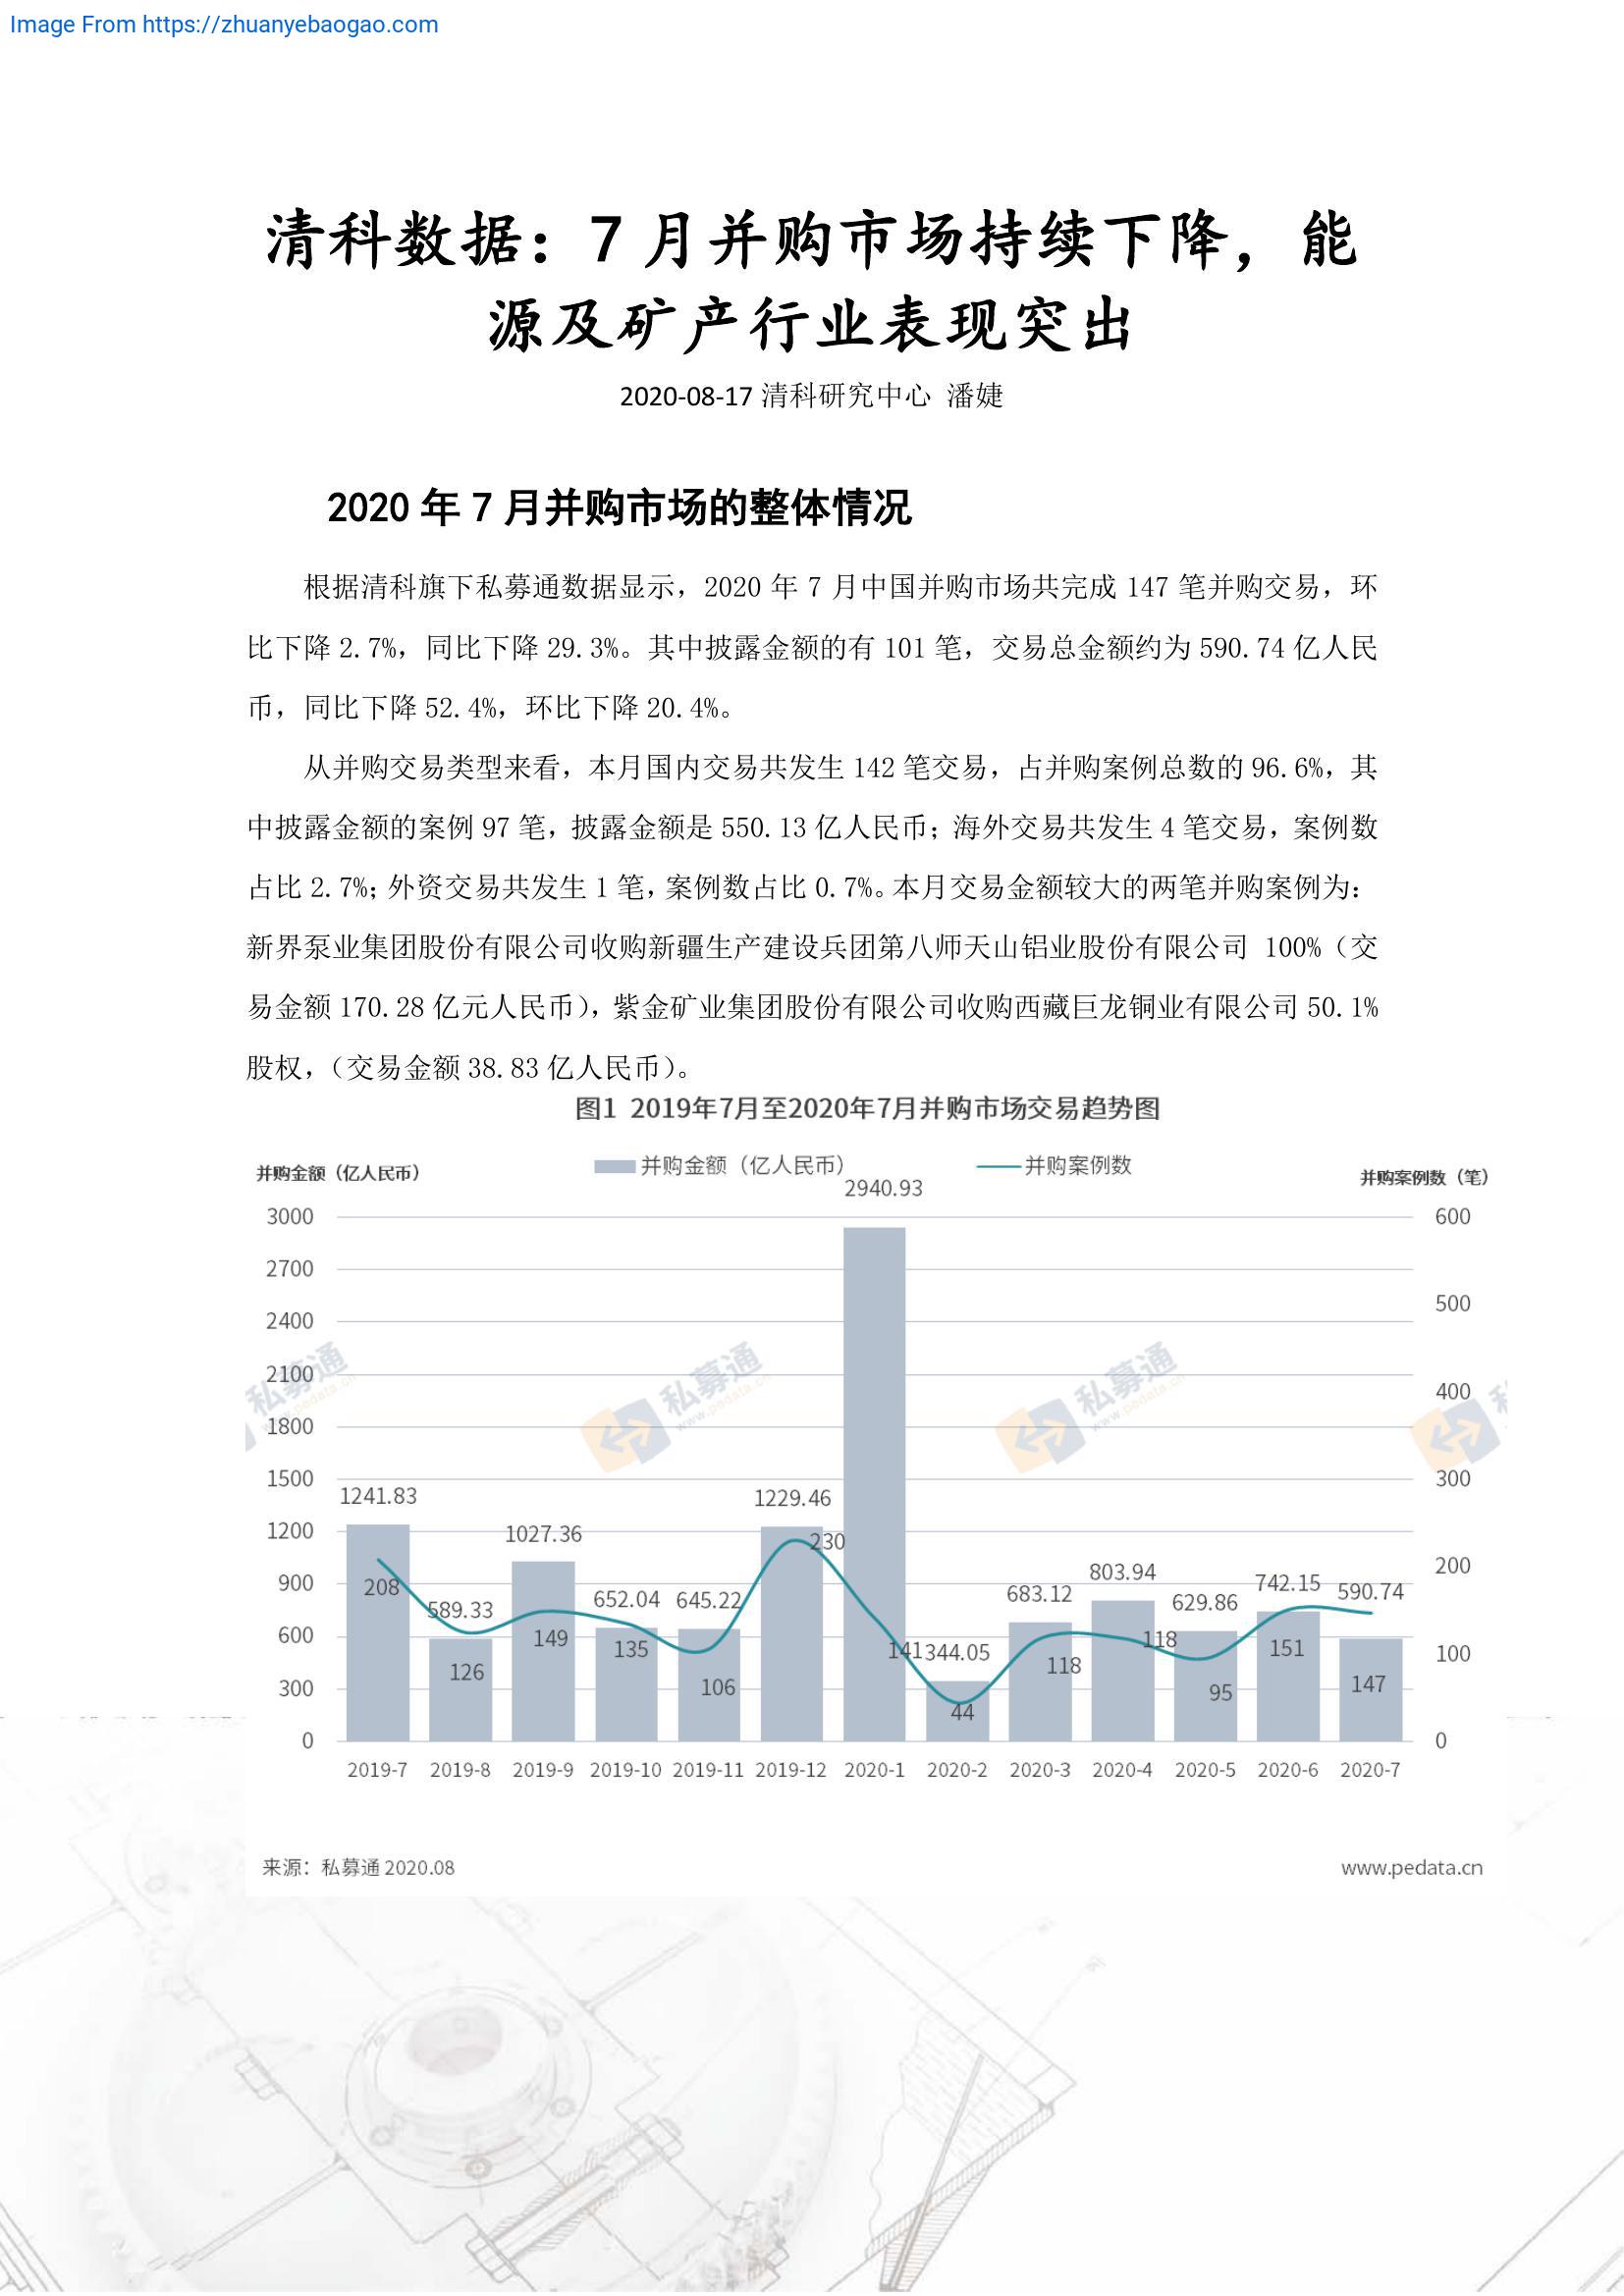 Image From https://zhuanyebaogao.com
清科数据：7 月并购市场持续下降，能
源及矿产行业表现突出
2020-08-17 清科研究中心 潘婕
2020 年 7 月并购市场的整体情况
根据清科旗下私募通数据显示，2020 年 7 月中国并购市场共完成 147 笔并购交易，环
比下降 2.7%，同比下降 29.3%。其中披露金额的有 101 笔，交易总金额约为 590.74 亿人民
币，同比下降 52.4%，环比下降 20.4%。
从并购交易类型来看，本月国内交易共发生 142 笔交易，占并购案例总数的 96.6%，其
中披露金额的案例 97 笔，披露金额是 550.13 亿人民币；海外交易共发生 4 笔交易，案例数
占比 2.7%；外资交易共发生 1 笔，案例数占比 0.7%。本月交易金额较大的两笔并购案例为：
新界泵业集团股份有限公司收购新疆生产建设兵团第八师天山铝业股份有限公司 100%（交
易金额 170.28 亿元人民币），紫金矿业集团股份有限公司收购西藏巨龙铜业有限公司 50.1%
股权，（交易金额 38.83 亿人民币）。
图1 2019年7月至2020年7月并购市场交易趋势图
并购金额（亿人民币） 并购案例数
并购金额（亿人民币） 并购案例数（笔）
2940.93
3000 600
2700
2400 500
2100 400
1800
1500 300
1200
900 200
600
300 100
0 0
1241.83 589.33 1027.36 652.04 645.22 1229.46 344.05 683.12 803.94 629.86 742.15 590.74
208 126 149 135 106 230 141 44 118 118 95 151 147
2019-7 2019-8 2019-9 2019-10 2019-11 2019-12 2020-1 2020-2 2020-3 2020-4 2020-5 2020-6 2020-7
私募通 www.pedata.cn
私募通 www.pedata.cn
私募通 www.pedata.cn
来源：私募通 2020.08 www.pedata.cn